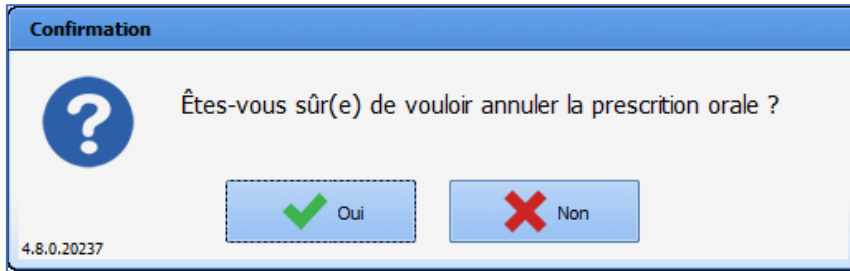 Confirmation
Êtes-vous sûr(e) de vouloir annuler la prescrition orale ?
Oui
Non
4.8.0.20237